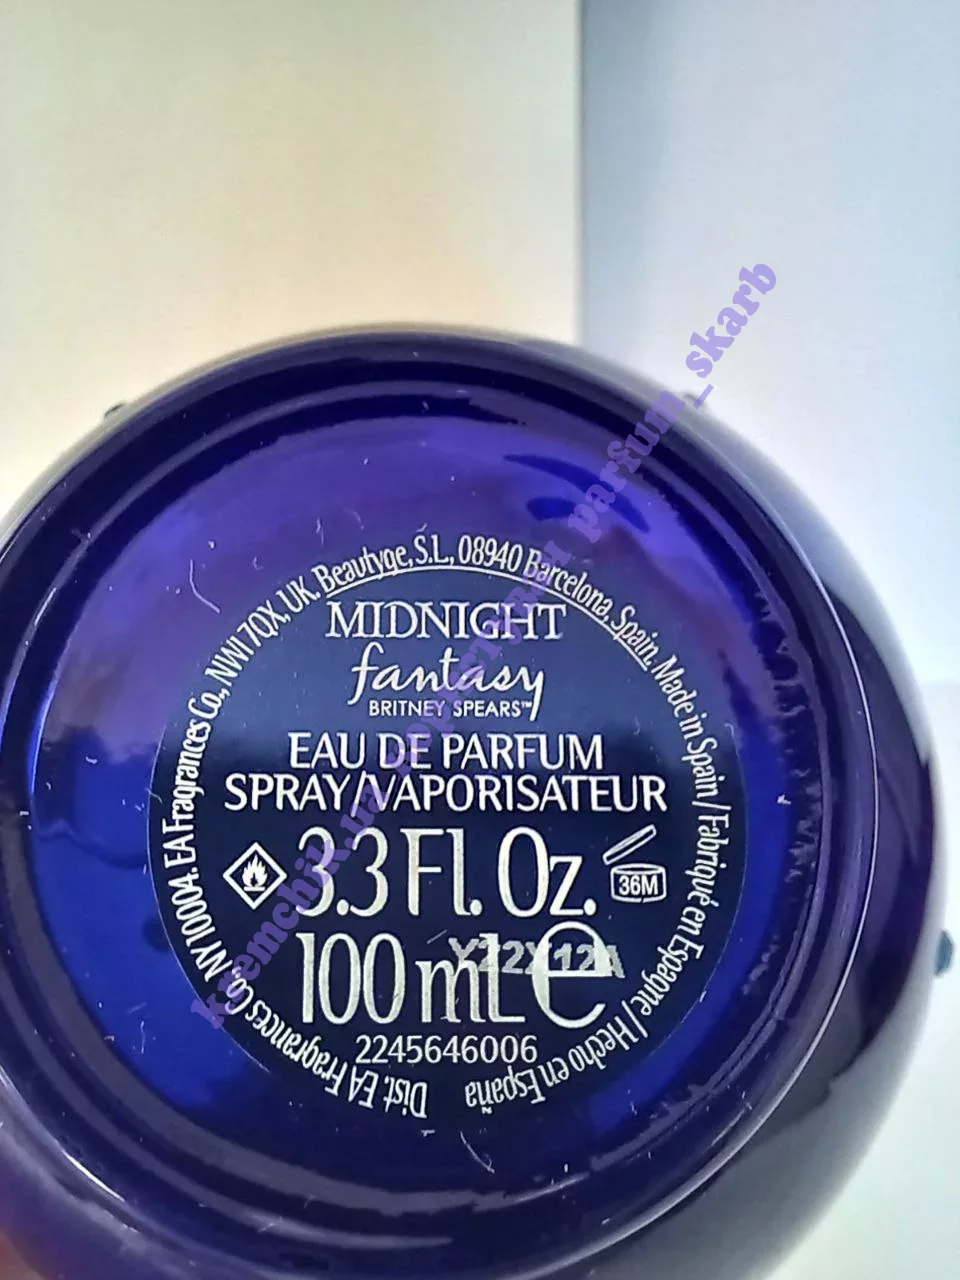 Dist. EA Fragrances Co., NY 10004. EA Fragrances Co., NW1 7QX, UK. Beautyge, S.L, 08940 Barcelona, Spain. Made in Spain / Fabriqué en Espagne / Hecho en España
MIDNIGHT
fantasy
BRITNEY SPEARS™
EAU DE PARFUM
SPRAY/VAPORISATEUR
3.3 Fl. Oz.
36M
100 mL e
Y22X12A
2245646006
parfum_skarb